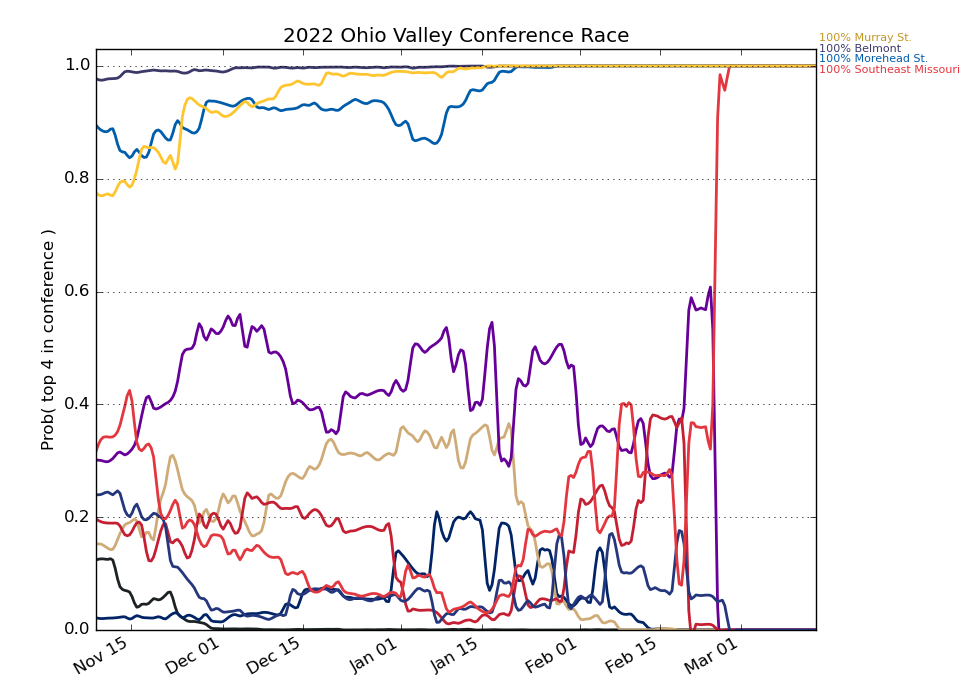 2022 Ohio Valley Conference Race
100% Murray St.
100% Belmont
100% Morehead St.
100% Southeast Missouri
Prob( top 4 in conference )
1.0
0.8
0.6
0.4
0.2
0.0
Nov 15
Dec 01
Dec 15
Jan 01
Jan 15
Feb 01
Feb 15
Mar 01